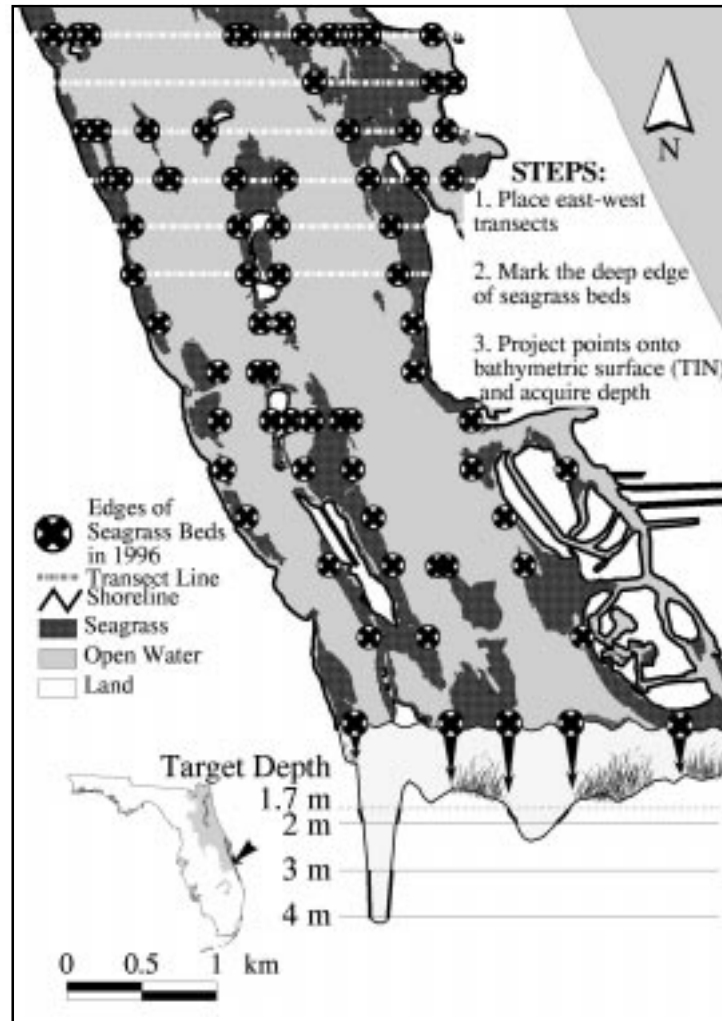 N
STEPS:
1. Place east-west
transects
2. Mark the deep edge
of seagrass beds
3. Project points onto
bathymetric surface (TIN)
and acquire depth
Edges of
Seagrass Beds
in 1996
Transect Line
Shoreline
Seagrass
Open Water
Land
Target Depth
1.7 m
2 m
3 m
4 m
0 0.5 1 km